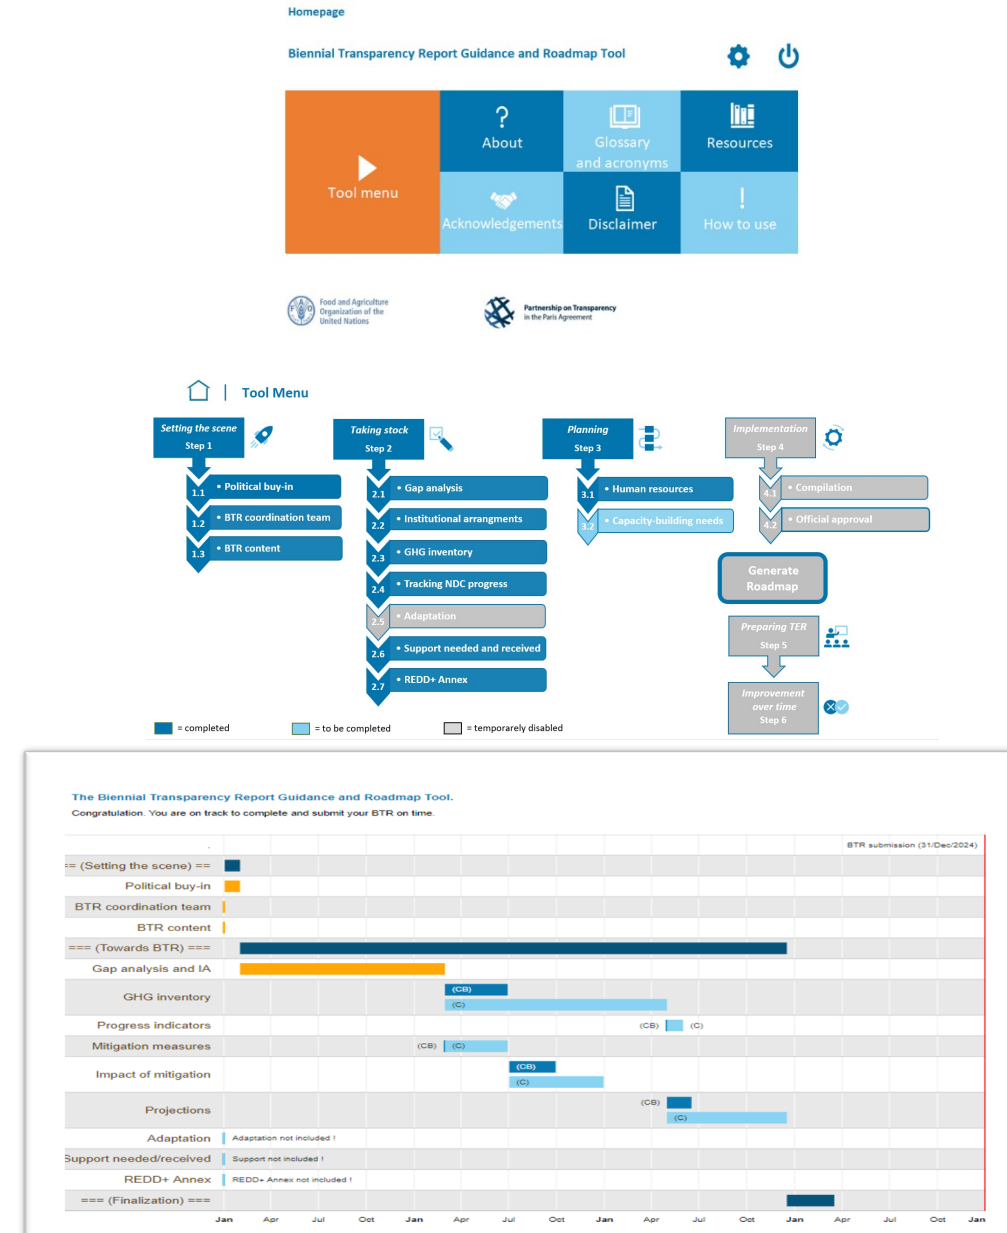 Homepage
Biennial Transparency Report Guidance and Roadmap Tool
?
About
Glossary
and acronyms
Resources
Tool menu
Acknowledgements
Disclaimer
!
How to use
FAO
Food and Agriculture
Organization of the
United Nations
Partnership on Transparency
in the Paris Agreement
| Tool Menu
Setting the scene
Step 1
1.1 • Political buy-in
1.2 • BTR coordination team
1.3 • BTR content
Taking stock
Step 2
2.1 • Gap analysis
2.2 • Institutional arrangments
2.3 • GHG inventory
2.4 • Tracking NDC progress
2.5 • Adaptation
2.6 • Support needed and received
2.7 • REDD+ Annex
Planning
Step 3
3.1 • Human resources
3.2 • Capacity-building needs
Implementation
Step 4
4.1 • Compilation
4.2 • Official approval
Generate
Roadmap
Preparing TER
Step 5
Improvement
over time
Step 6
= completed
= to be completed
= temporarely disabled
The Biennial Transparency Report Guidance and Roadmap Tool.
Congratulation. You are on track to complete and submit your BTR on time.
. BTR submission (31/Dec/2024)
== (Setting the scene) ==
Political buy-in
BTR coordination team
BTR content
=== (Towards BTR) ===
Gap analysis and IA
GHG inventory (CB)
(C)
Progress indicators (CB) (C)
Mitigation measures (CB) (C)
Impact of mitigation (CB)
(C)
Projections (CB)
(C)
Adaptation Adaptation not included !
Support needed/received Support not included !
REDD+ Annex REDD+ Annex not included !
=== (Finalization) ===
Jan Apr Jul Oct Jan Apr Jul Oct Jan Apr Jul Oct Jan Apr Jul Oct Jan